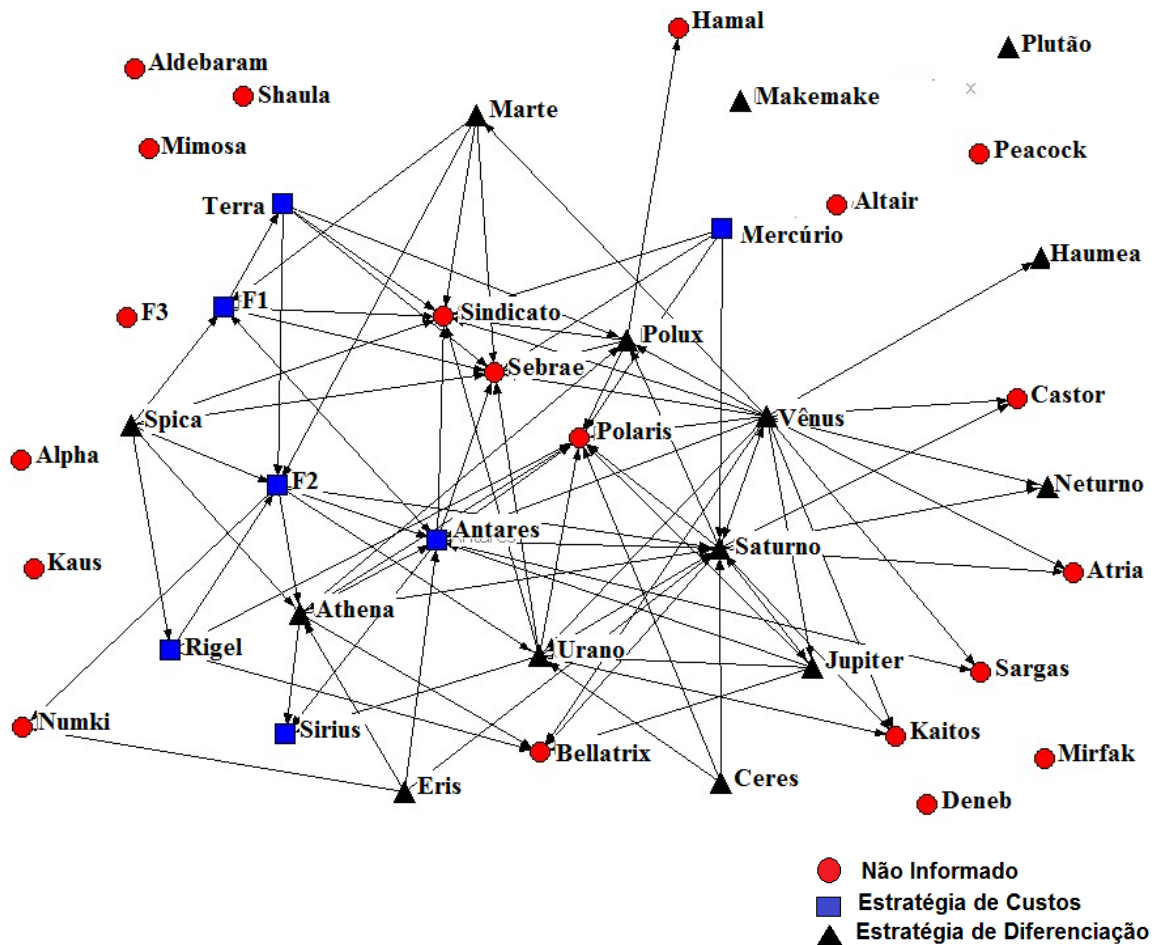 Hamal
Plutão
Aldebaram
Shaula
Makemake
Marte
Mimosa
Peacock
Altair
Terra
Mercúrio
Haumea
F3
F1
Sindicato
Polux
Sebrae
Castor
Spica
Vênus
Polaris
Alpha
F2
Neturno
Antares
Saturno
Kaus
Atria
Athena
Rigel
Urano
Jupiter
Sargas
Numki
Sirius
Bellatrix
Kaitos
Mirfak
Eris
Ceres
Deneb
Não Informado
Estratégia de Custos
Estratégia de Diferenciação